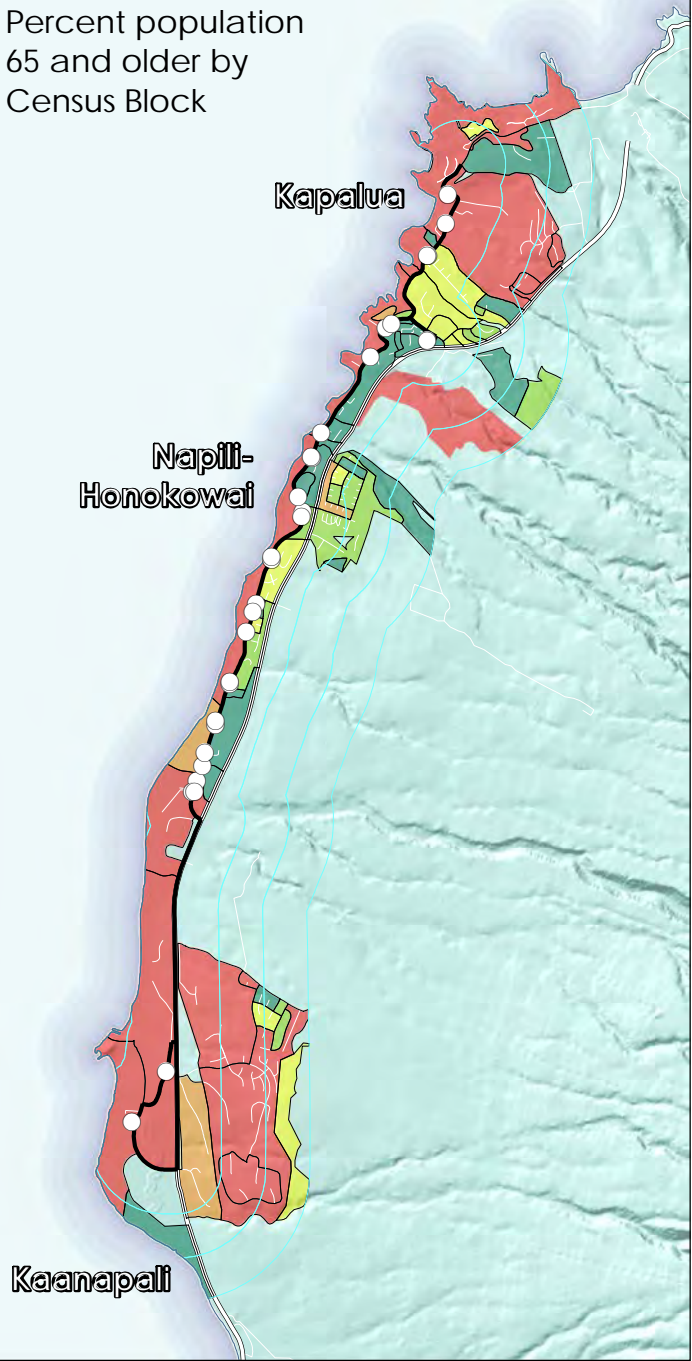 Percent population
65 and older by
Census Block
Kapalua
Napili-
Honokowai
Kaanapali